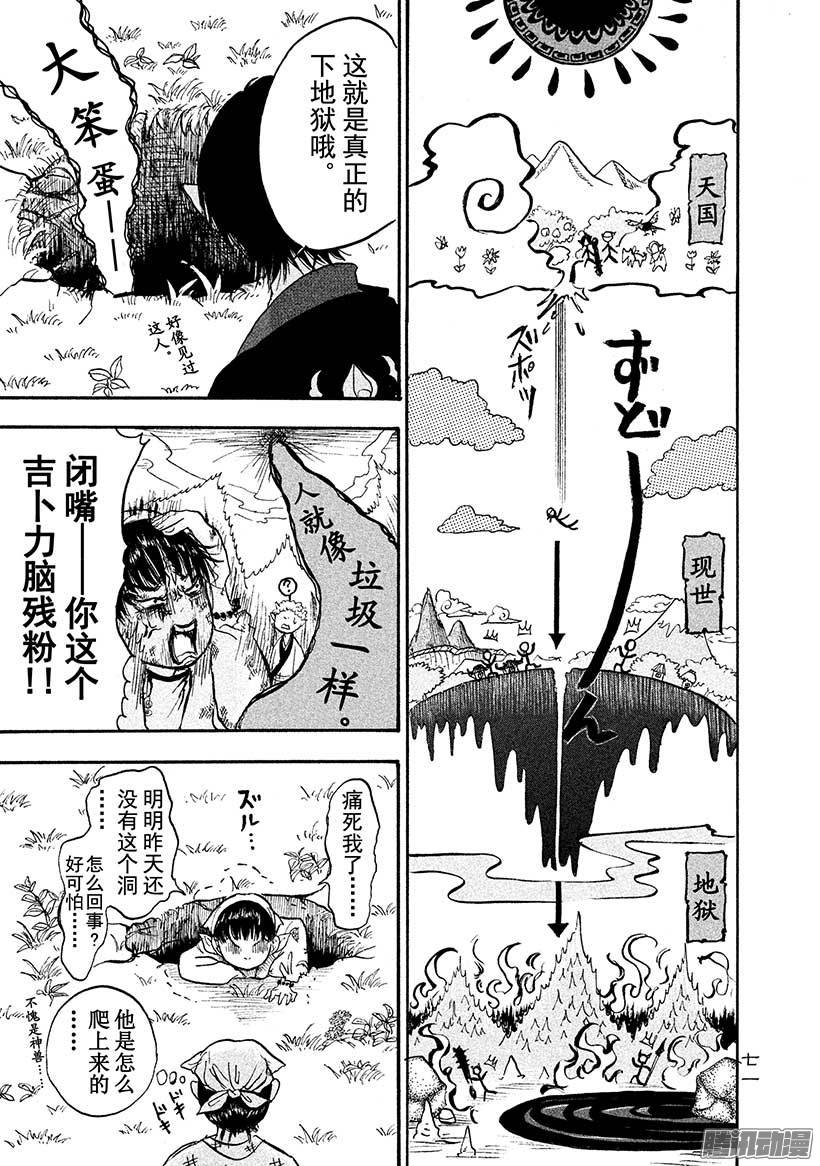 天国
ズボッ
ずどーん
现世
地狱
七一
这就是真正的
下地狱哦。
大笨蛋——
好像见过
这人。
人就像垃圾一样。
?
闭嘴——你这个
吉卜力脑残粉!!
痛死我了……
ズル…
明明昨天还
没有这个洞
……
怎么回事?
好可怕…
不愧是神兽…
他是怎么
爬上来的
……
ドキ
ドキ
腾讯动漫